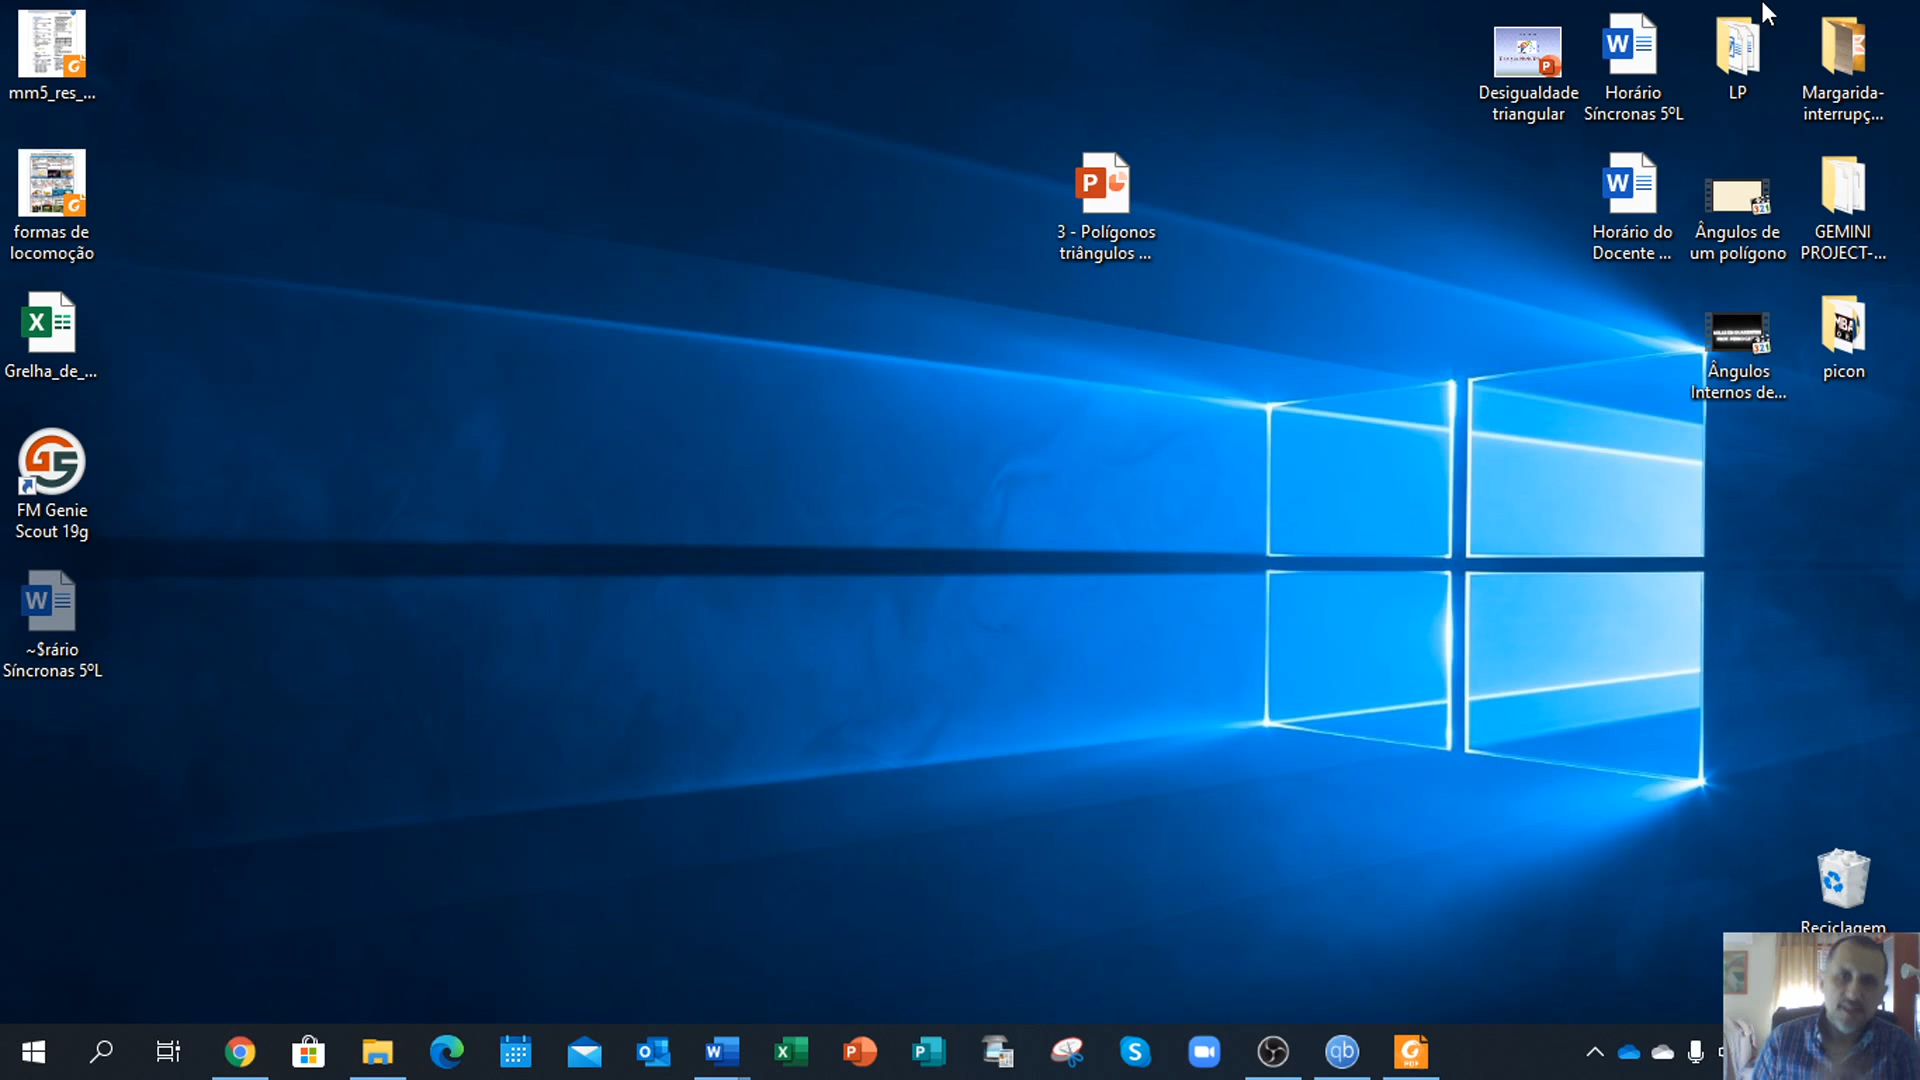 mm5_res_...
formas de
locomoção
Grelha_de_...
FM Genie
Scout 19g
~$rário
Síncronas 5ºL
3 - Polígonos
triângulos ...
Desigualdade
triangular
Horário
Síncronas 5ºL
LP
Margarida-
interrupç...
Horário do
Docente ...
Ângulos de
um polígono
GEMINI
PROJECT-...
Ângulos
Internos de...
picon
Reciclagem